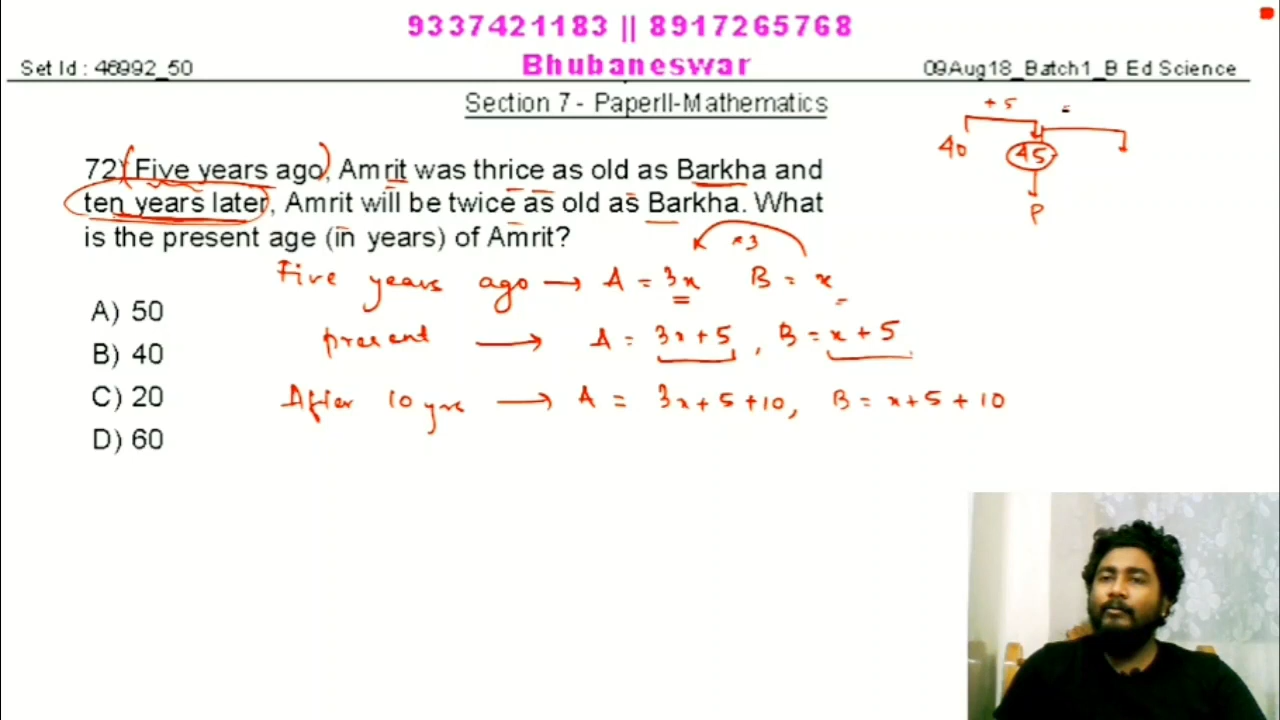 9337421183 || 8917265768
Bhubaneswar
Set Id : 46992_50
09Aug18_Batch1_B Ed Science
Section 7 - PaperII-Mathematics
+5
40
45
P
72) Five years ago, Amrit was thrice as old as Barkha and
ten years later, Amrit will be twice as old as Barkha. What
is the present age (in years) of Amrit?
×3
Five years ago → A = 3x B = x
present → A = 3x+5, B = x+5
After 10 yrs → A = 3x+5+10, B = x+5+10
A) 50
B) 40
C) 20
D) 60